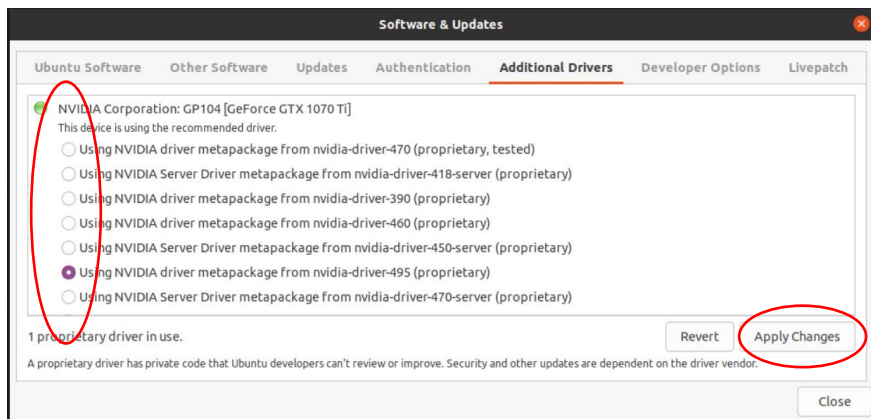 Software & Updates
Ubuntu Software Other Software Updates Authentication Additional Drivers Developer Options Livepatch
NVIDIA Corporation: GP104 [GeForce GTX 1070 Ti]
This device is using the recommended driver.
Using NVIDIA driver metapackage from nvidia-driver-470 (proprietary, tested)
Using NVIDIA Server Driver metapackage from nvidia-driver-418-server (proprietary)
Using NVIDIA driver metapackage from nvidia-driver-390 (proprietary)
Using NVIDIA driver metapackage from nvidia-driver-460 (proprietary)
Using NVIDIA Server Driver metapackage from nvidia-driver-450-server (proprietary)
Using NVIDIA driver metapackage from nvidia-driver-495 (proprietary)
Using NVIDIA Server Driver metapackage from nvidia-driver-470-server (proprietary)
1 proprietary driver in use.
Revert Apply Changes
A proprietary driver has private code that Ubuntu developers can't review or improve. Security and other updates are dependent on the driver vendor.
Close